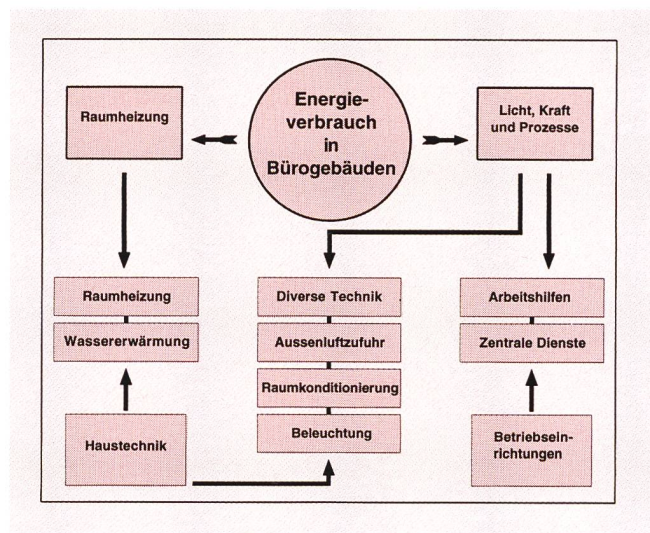 Energie-
verbrauch
in
Bürogebäuden
Raumheizung
Licht, Kraft
und Prozesse
Raumheizung
Wassererwärmung
Diverse Technik
Aussenluftzufuhr
Raumkonditionierung
Beleuchtung
Arbeitshilfen
Zentrale Dienste
Haustechnik
Betriebsein-
richtungen